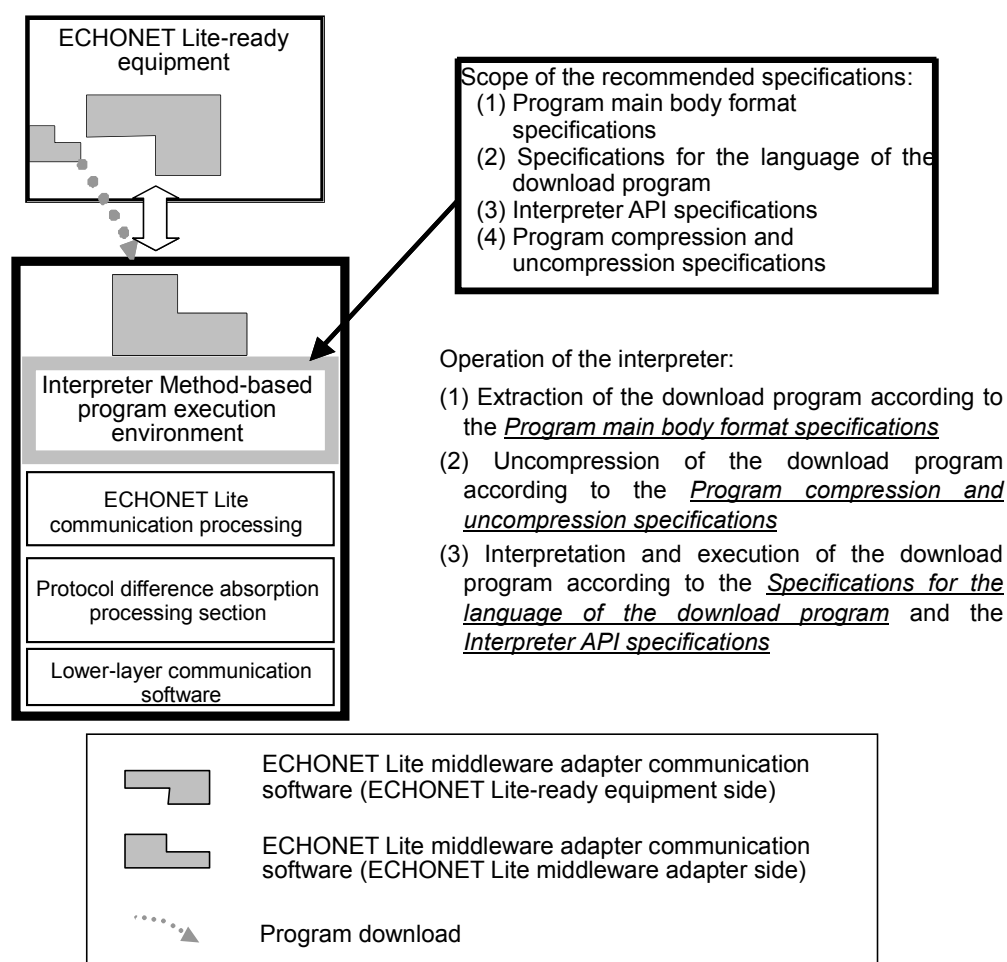 ECHONET Lite-ready
equipment
Scope of the recommended specifications:
(1) Program main body format
specifications
(2) Specifications for the language of the
download program
(3) Interpreter API specifications
(4) Program compression and
uncompression specifications
Interpreter Method-based
program execution
environment
ECHONET Lite
communication processing
Protocol difference absorption
processing section
Lower-layer communication
software
Operation of the interpreter:
(1) Extraction of the download program according to
the Program main body format specifications
(2) Uncompression of the download program
according to the Program compression and
uncompression specifications
(3) Interpretation and execution of the download
program according to the Specifications for the
language of the download program and the
Interpreter API specifications
ECHONET Lite middleware adapter communication
software (ECHONET Lite-ready equipment side)
ECHONET Lite middleware adapter communication
software (ECHONET Lite middleware adapter side)
Program download